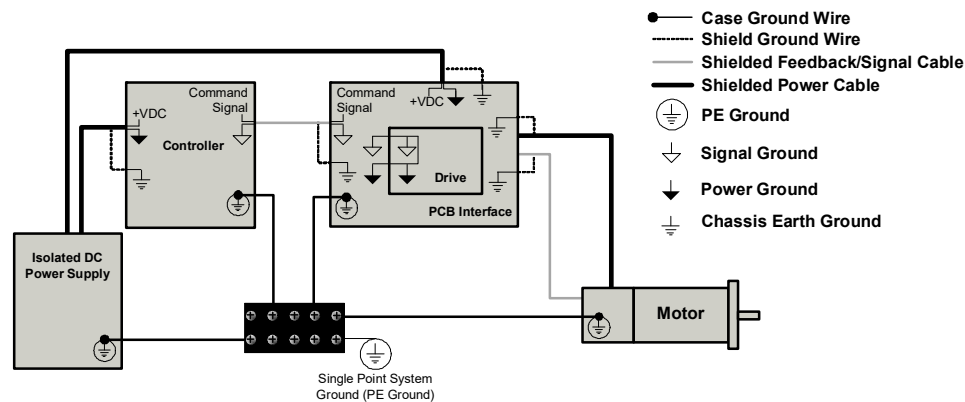 Case Ground Wire
Shield Ground Wire
Shielded Feedback/Signal Cable
Shielded Power Cable
PE Ground
Signal Ground
Power Ground
Chassis Earth Ground
+VDC
Command
Signal
Controller
Command
Signal
+VDC
Drive
PCB Interface
Isolated DC
Power Supply
Motor
Single Point System
Ground (PE Ground)